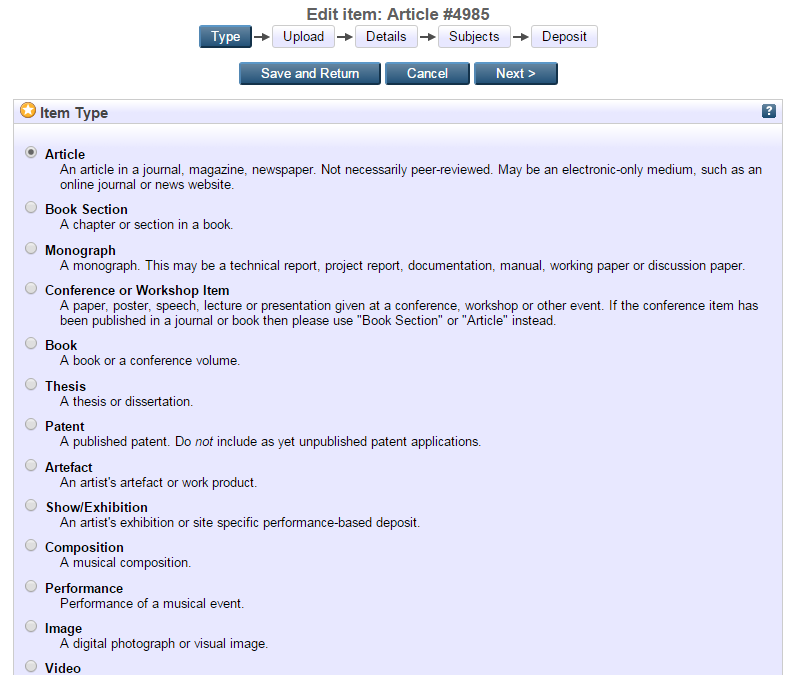 Edit item: Article #4985
Type Upload Details Subjects Deposit
Save and Return Cancel Next >
Item Type ?
Article
An article in a journal, magazine, newspaper. Not necessarily peer-reviewed. May be an electronic-only medium, such as an
online journal or news website.
Book Section
A chapter or section in a book.
Monograph
A monograph. This may be a technical report, project report, documentation, manual, working paper or discussion paper.
Conference or Workshop Item
A paper, poster, speech, lecture or presentation given at a conference, workshop or other event. If the conference item has
been published in a journal or book then please use "Book Section" or "Article" instead.
Book
A book or a conference volume.
Thesis
A thesis or dissertation.
Patent
A published patent. Do not include as yet unpublished patent applications.
Artefact
An artist's artefact or work product.
Show/Exhibition
An artist's exhibition or site specific performance-based deposit.
Composition
A musical composition.
Performance
Performance of a musical event.
Image
A digital photograph or visual image.
Video